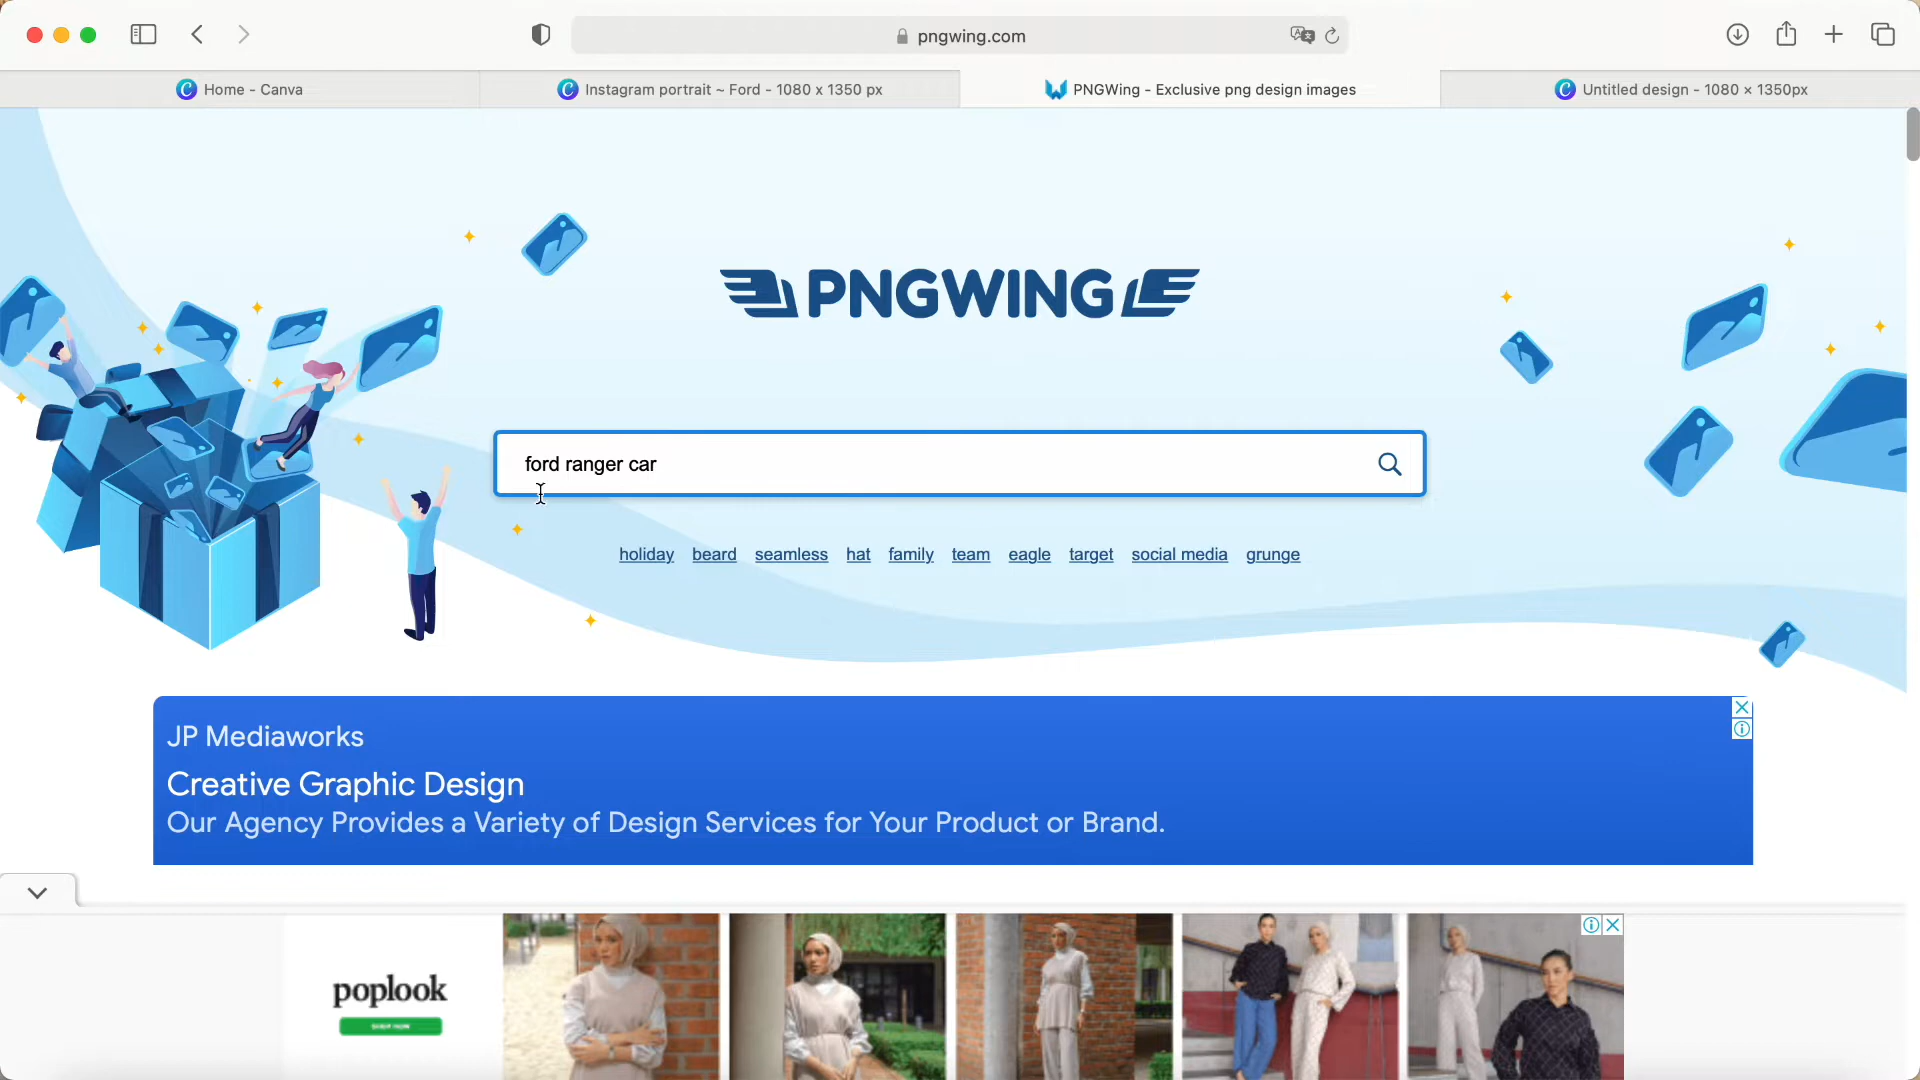 pngwing.com
Home - Canva
Instagram portrait ~ Ford - 1080 x 1350 px
PNGWing - Exclusive png design images
Untitled design - 1080 × 1350px
PNGWING
ford ranger car
holiday beard seamless hat family team eagle target social media grunge
JP Mediaworks
Creative Graphic Design
Our Agency Provides a Variety of Design Services for Your Product or Brand.
poplook
SHOP NOW